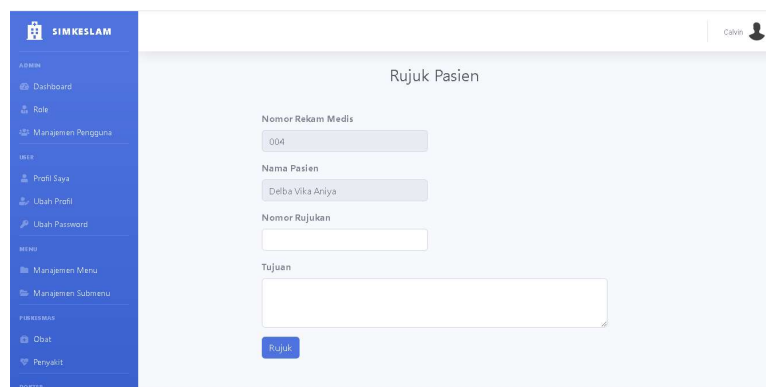 SIMKESLAM
Calvin
ADMIN
Dashboard
Role
Manajemen Pengguna
USER
Profil Saya
Ubah Profil
Ubah Password
MENU
Manajemen Menu
Manajemen Submenu
PUSKESMAS
Obat
Penyakit
Rujuk Pasien
Nomor Rekam Medis
004
Nama Pasien
Delba Vika Aniya
Nomor Rujukan
Tujuan
Rujuk